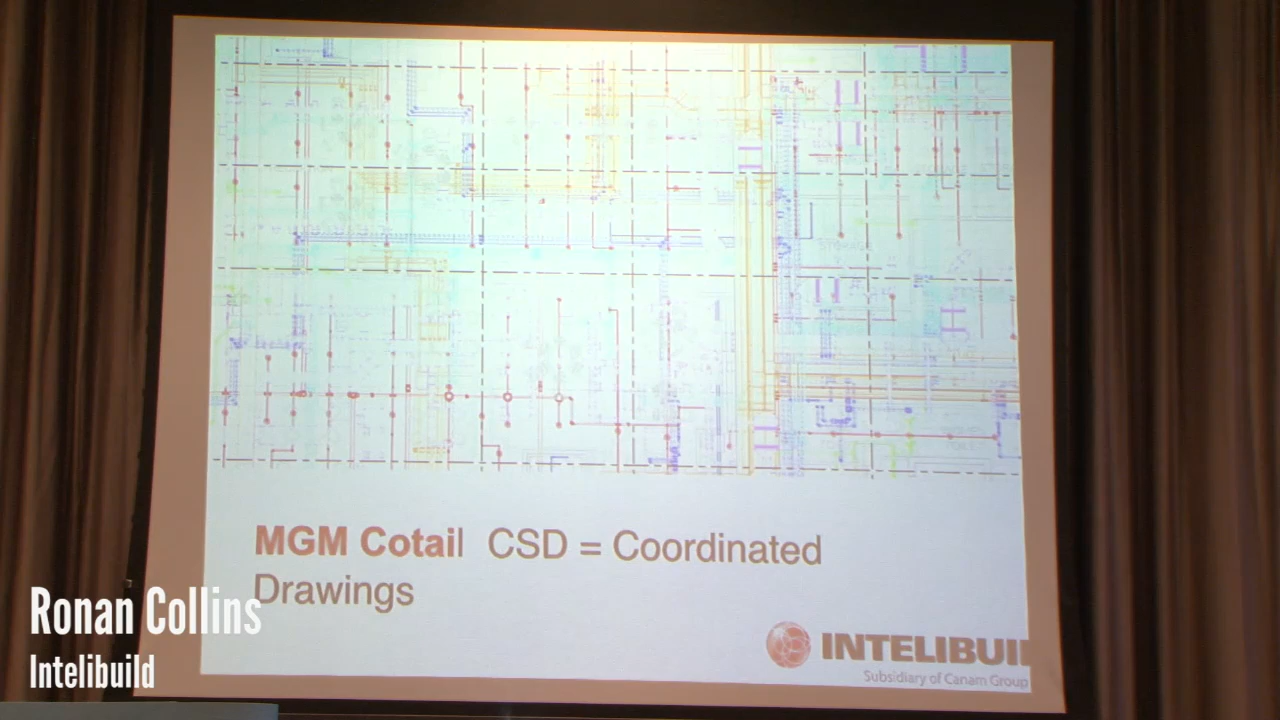 MGM Cotail CSD = Coordinated
Drawings
Ronan Collins
Intelibuild
INTELIBUI
Subsidiary of Canam Group